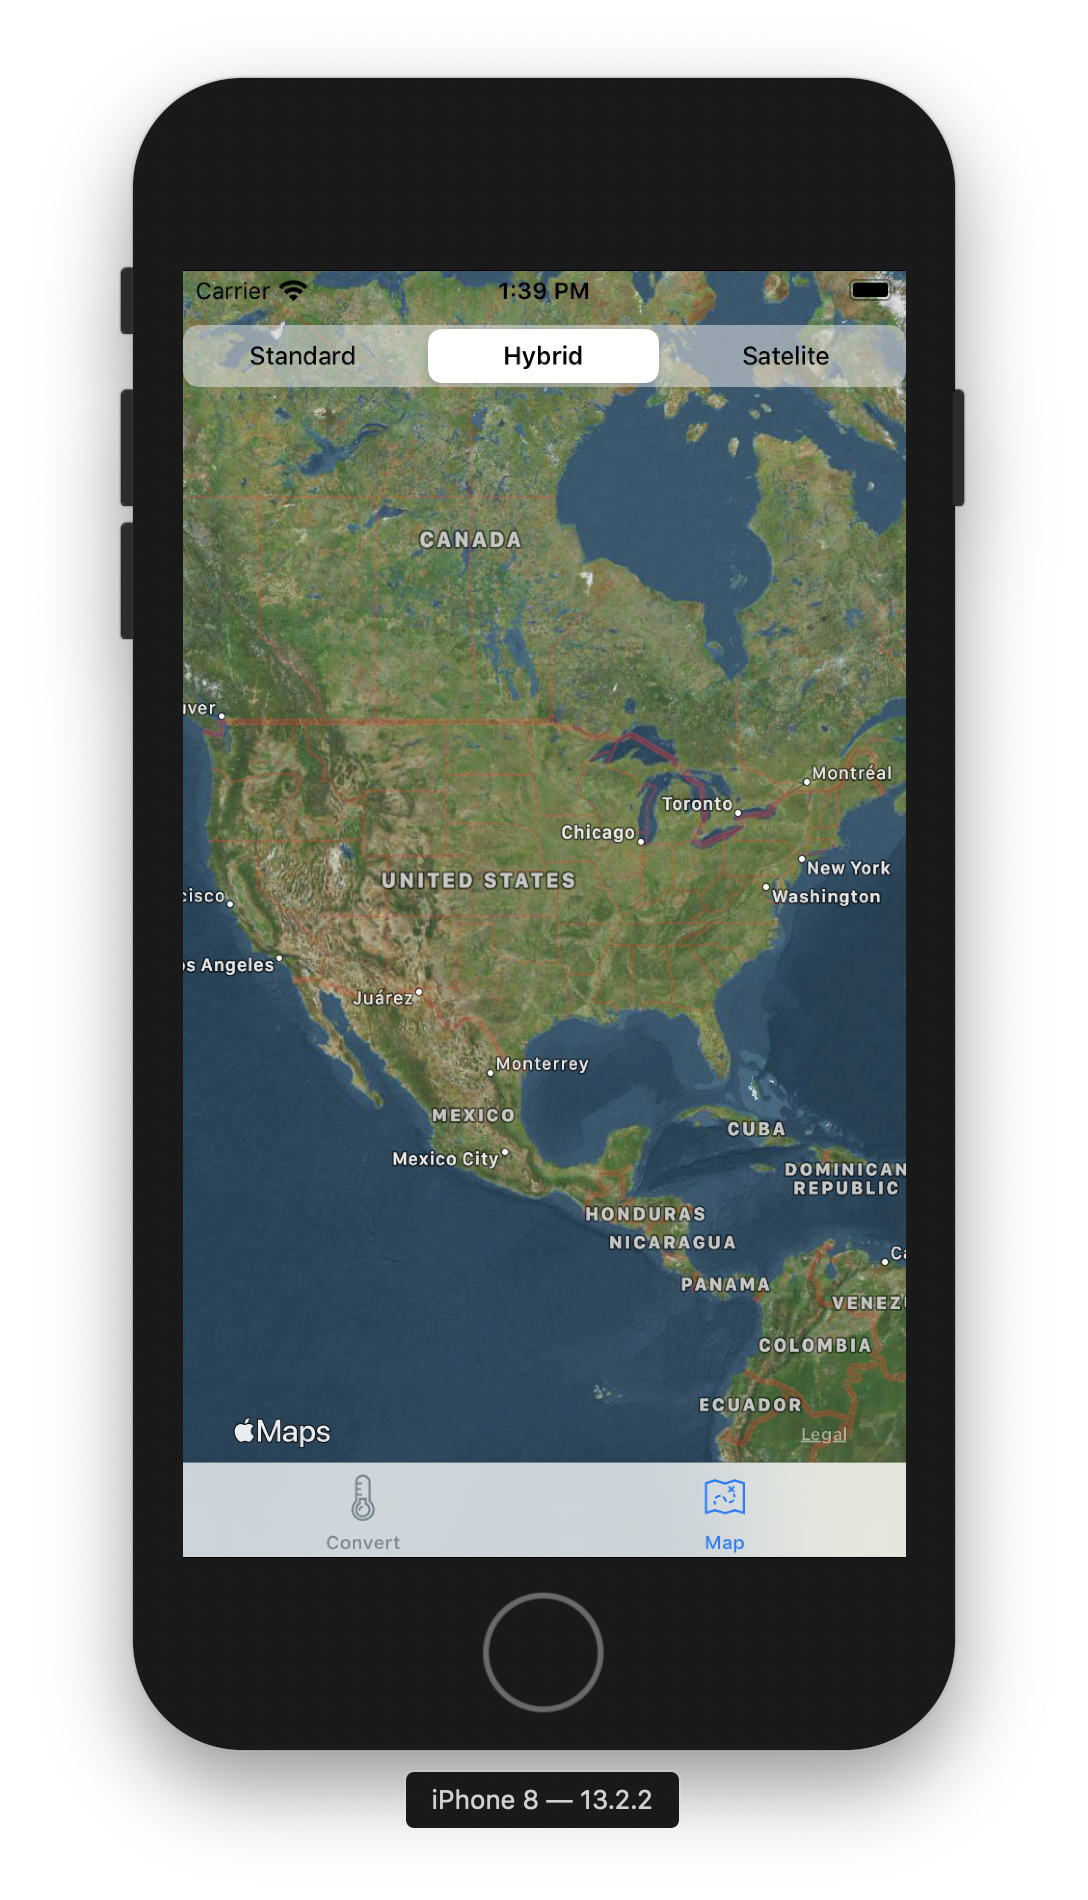 Carrier 1:39 PM
Standard Hybrid Satelite
CANADA
uver
Montréal
Toronto
Chicago
New York
UNITED STATES
cisco
Washington
os Angeles
Juárez
Monterrey
MEXICO
CUBA
Mexico City
DOMINICAN
REPUBLIC
HONDURAS
NICARAGUA
Ca
PANAMA
VENEZ
COLOMBIA
ECUADOR
Maps
Legal
Convert Map
iPhone 8 — 13.2.2